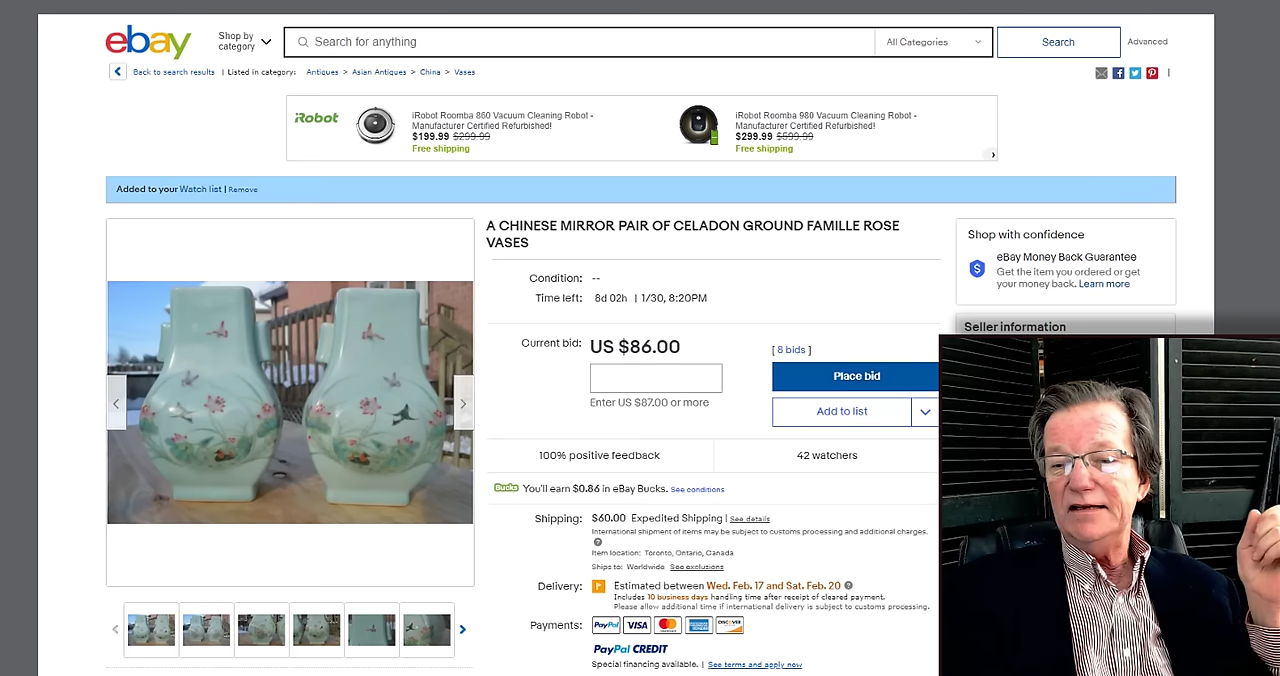 ebay
Shop by category
Search for anything
All Categories
Search
Advanced
Back to search results | Listed in category: Antiques > Asian Antiques > China > Vases
iRobot
iRobot Roomba 860 Vacuum Cleaning Robot -
Manufacturer Certified Refurbished!
$199.99 $299.99
Free shipping
iRobot Roomba 980 Vacuum Cleaning Robot -
Manufacturer Certified Refurbished!
$299.99 $599.99
Free shipping
Added to your Watch list | Remove
A CHINESE MIRROR PAIR OF CELADON GROUND FAMILLE ROSE
VASES
Condition: --
Time left: 8d 02h | 1/30, 8:20PM
Current bid: US $86.00
[ 8 bids ]
Place bid
Enter US $87.00 or more
Add to list
100% positive feedback
42 watchers
Bucks You'll earn $0.86 in eBay Bucks. See conditions
Shipping: $60.00 Expedited Shipping | See details
International shipment of items may be subject to customs processing and additional charges.
Item location: Toronto, Ontario, Canada
Ships to: Worldwide See exclusions
Delivery: Estimated between Wed. Feb. 17 and Sat. Feb. 20
Includes 10 business days handling time after receipt of cleared payment.
Please allow additional time if international delivery is subject to customs processing.
Payments: PayPal VISA MasterCard DISCOVER
PayPal CREDIT
Special financing available. | See terms and apply now
Shop with confidence
eBay Money Back Guarantee
Get the item you ordered or get
your money back. Learn more
Seller information